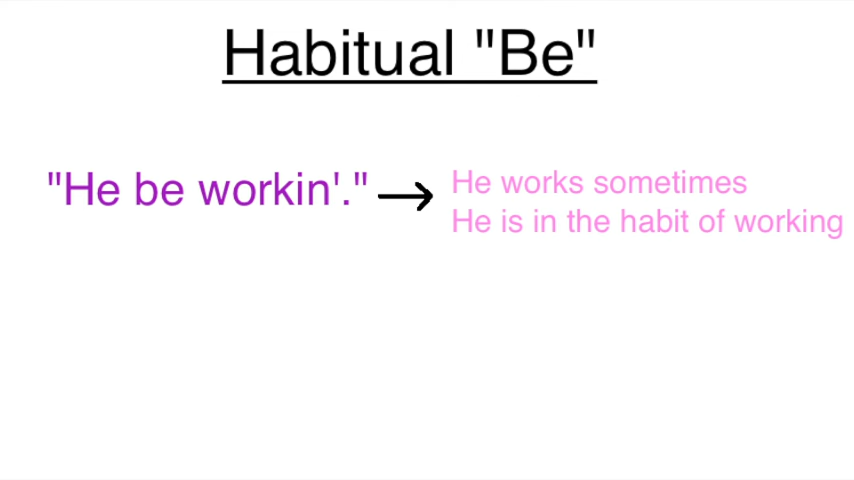 Habitual "Be"
"He be workin'."
He works sometimes
He is in the habit of working